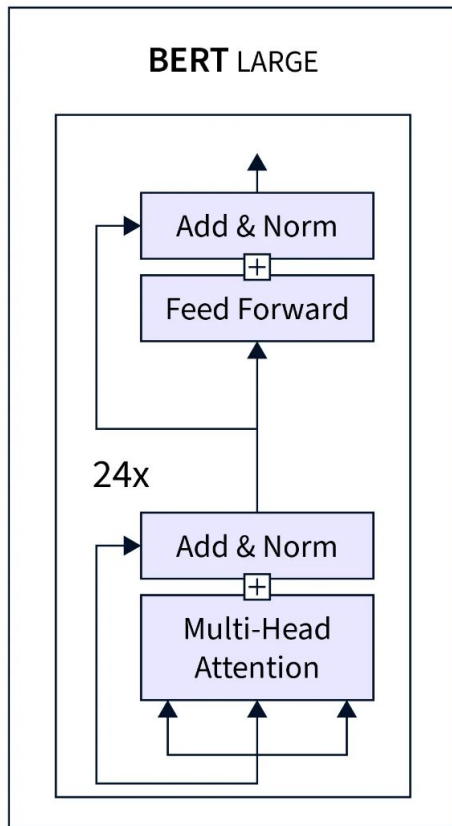 BERT LARGE
Add & Norm
+
Feed Forward
24x
Add & Norm
+
Multi-Head
Attention